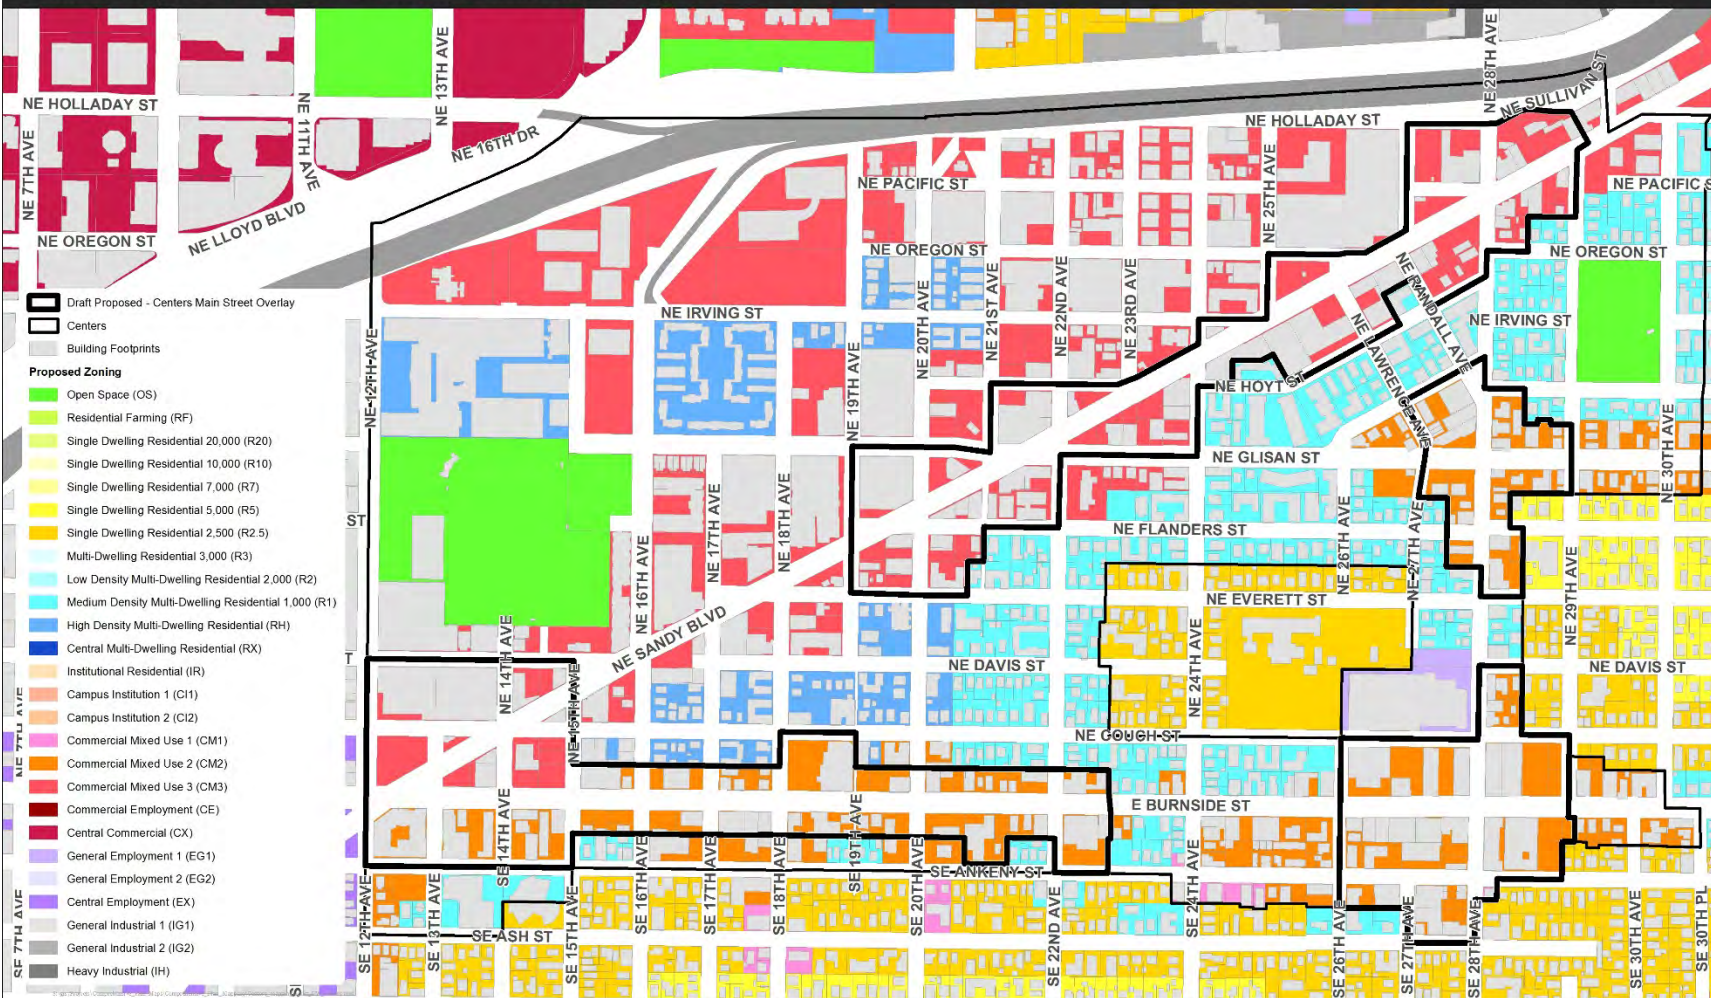 NE 28TH AVE
NE 13TH AVE
NE SULLIVAN ST
NE HOLLADAY ST
NE 11TH AVE
NE HOLLADAY ST
NE 16TH DR
NE 7TH AVE
NE 25TH AVE
NE PACIFIC ST
NE PACIFIC S
NE LLOYD BLVD
NE OREGON ST
NE OREGON ST
NE OREGON ST
NE RANDALL AVE
NE 20TH AVE
NE 21ST AVE
NE 22ND AVE
NE 23RD AVE
Draft Proposed - Centers Main Street Overlay
Centers
Building Footprints
Proposed Zoning
Open Space (OS)
Residential Farming (RF)
Single Dwelling Residential 20,000 (R20)
Single Dwelling Residential 10,000 (R10)
Single Dwelling Residential 7,000 (R7)
Single Dwelling Residential 5,000 (R5)
Single Dwelling Residential 2,500 (R2.5)
Multi-Dwelling Residential 3,000 (R3)
Low Density Multi-Dwelling Residential 2,000 (R2)
Medium Density Multi-Dwelling Residential 1,000 (R1)
High Density Multi-Dwelling Residential (RH)
Central Multi-Dwelling Residential (RX)
Institutional Residential (IR)
Campus Institution 1 (CI1)
Campus Institution 2 (CI2)
Commercial Mixed Use 1 (CM1)
Commercial Mixed Use 2 (CM2)
Commercial Mixed Use 3 (CM3)
Commercial Employment (CE)
Central Commercial (CX)
General Employment 1 (EG1)
General Employment 2 (EG2)
Central Employment (EX)
General Industrial 1 (IG1)
General Industrial 2 (IG2)
Heavy Industrial (IH)
NE IRVING ST
NE IRVING ST
NE 12TH AVE
NE 19TH AVE
NE LAWRENCE AVE
NE HOYT ST
NE GLISAN ST
NE 30TH AVE
NE 17TH AVE
NE 18TH AVE
ST
NE FLANDERS ST
NE 16TH AVE
NE 26TH AVE
NE 27TH AVE
NE 29TH AVE
NE EVERETT ST
NE 14TH AVE
NE SANDY BLVD
NE 24TH AVE
T
NE DAVIS ST
NE DAVIS ST
NE 15TH AVE
NE 7TH AVE
NE COUCH ST
E BURNSIDE ST
SE 14TH AVE
SE 19TH AVE
SE ANKENY ST
SE 7TH AVE
SE 12TH AVE
SE 13TH AVE
SE 15TH AVE
SE 16TH AVE
SE 17TH AVE
SE 18TH AVE
SE 20TH AVE
SE 22ND AVE
SE 24TH AVE
SE 26TH AVE
SE 27TH AVE
SE 28TH AVE
SE 30TH AVE
SE 30TH PL
SE ASH ST
SI